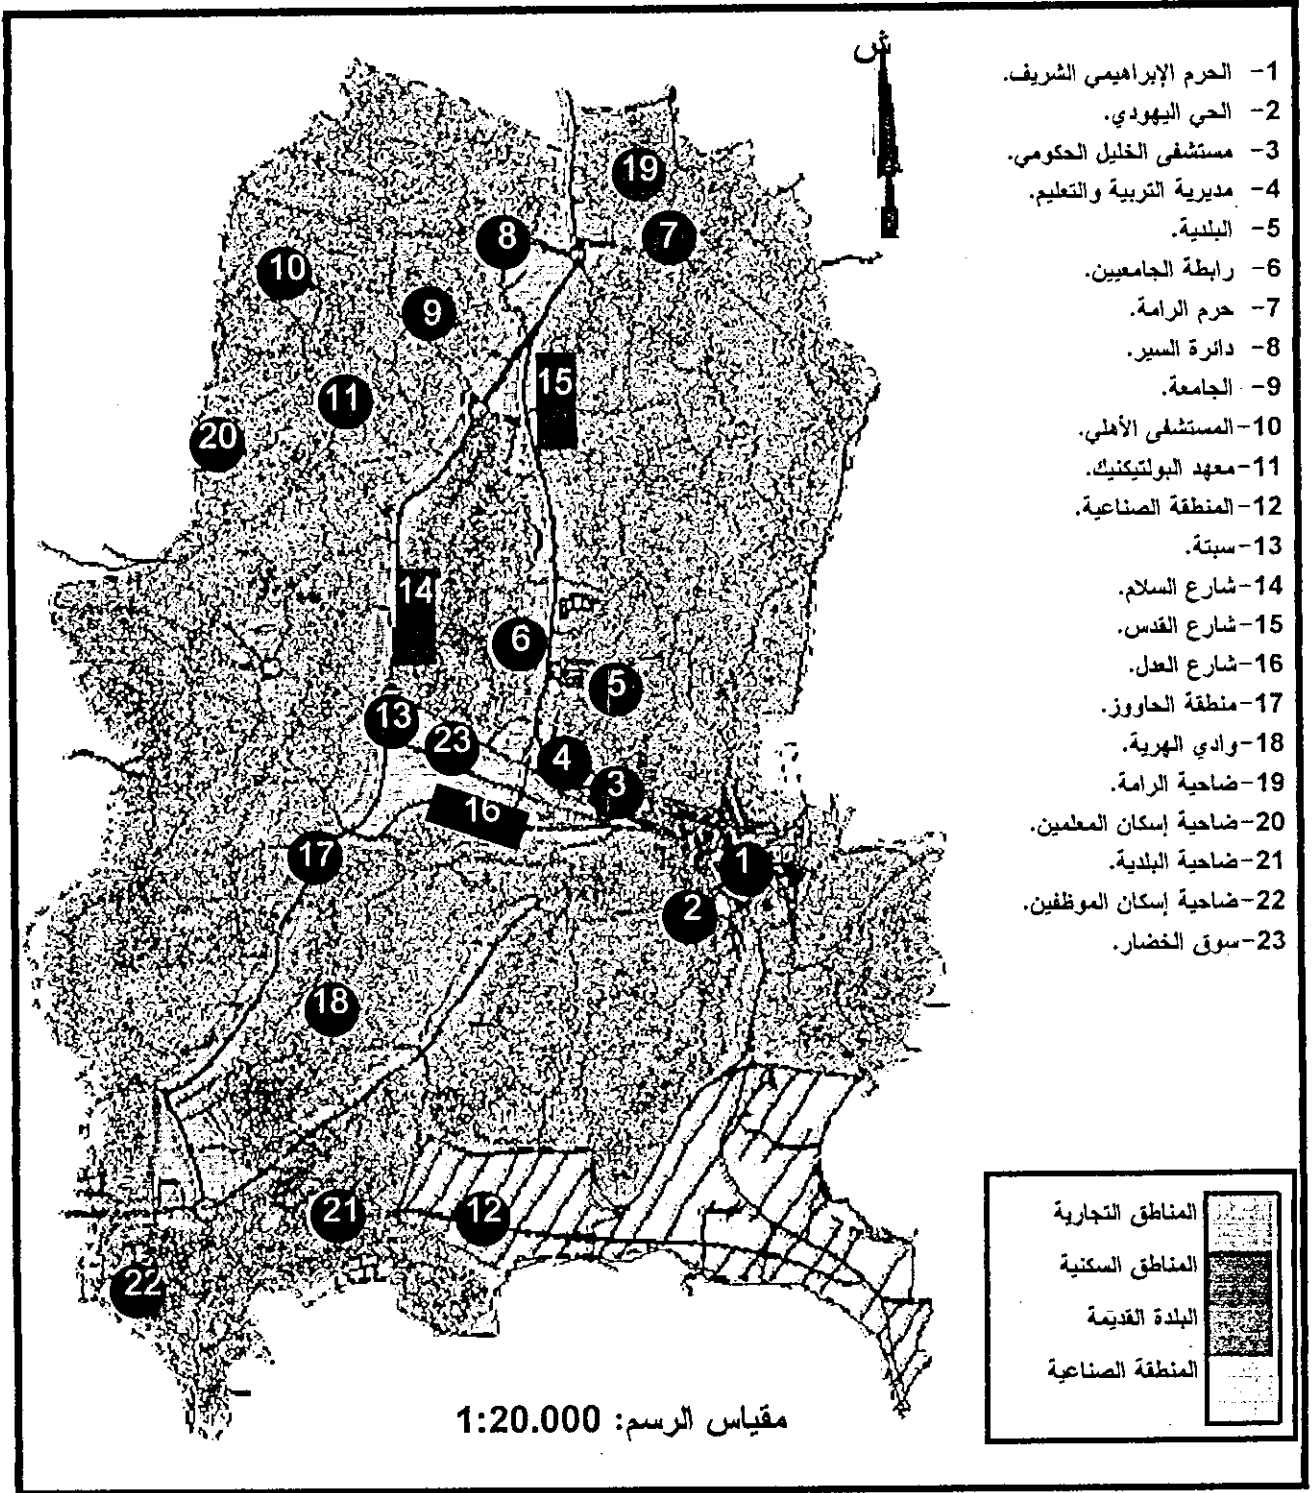 ش
1- الحرم الإبراهيمي الشريف.
2- الحي اليهودي.
3- مستشفى الخليل الحكومي.
4- مديرية التربية والتعليم.
5- البلدية.
6- رابطة الجامعيين.
7- حرم الرامة.
8- دائرة السير.
9- الجامعة.
10-المستشفى الأهلي.
11-معهد البولتيكنيك.
12-المنطقة الصناعية.
13-سبتة.
14-شارع السلام.
15-شارع القدس.
16-شارع العدل.
17-منطقة الحاووز.
18-وادي الهرية.
19-ضاحية الرامة.
20-ضاحية إسكان المعلمين.
21-ضاحية البلدية.
22-ضاحية إسكان الموظفين.
23-سوق الخضار.
19
8
7
10
9
15
11
20
14
6
5
13
23
4
3
16
17
1
2
18
21
12
22
المناطق التجارية
المناطق السكنية
البلدة القديمة
المنطقة الصناعية
مقياس الرسم: 1:20.000